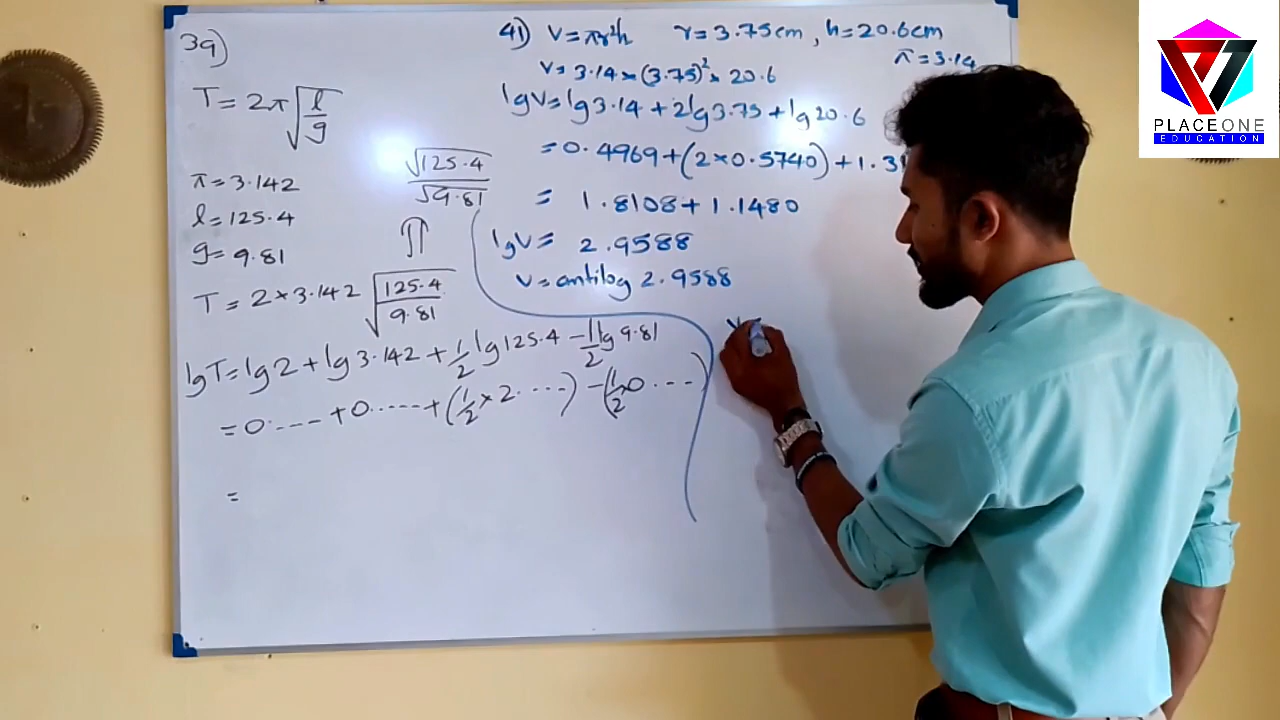 39)
T = 2π√(l/g)
π = 3.142
l = 125.4
g = 9.81
√125.4/√9.81
T = 2×3.142 √(125.4/9.81)
lgT = lg2 + lg3.142 + 1/2 lg125.4 - 1/2 lg9.81
= 0.--- + 0.---- + (1/2 × 2.----) - (1/2 0.---)
=
41) V = πr²h r = 3.75cm, h = 20.6cm
π = 3.14
V = 3.14 × (3.75)² × 20.6
lgV = lg3.14 + 2lg3.75 + lg20.6
= 0.4969 + (2×0.5740) + 1.3
= 1.8108 + 1.1480
lgV = 2.9588
V = antilog 2.9588
V =
PLACEONE
EDUCATION